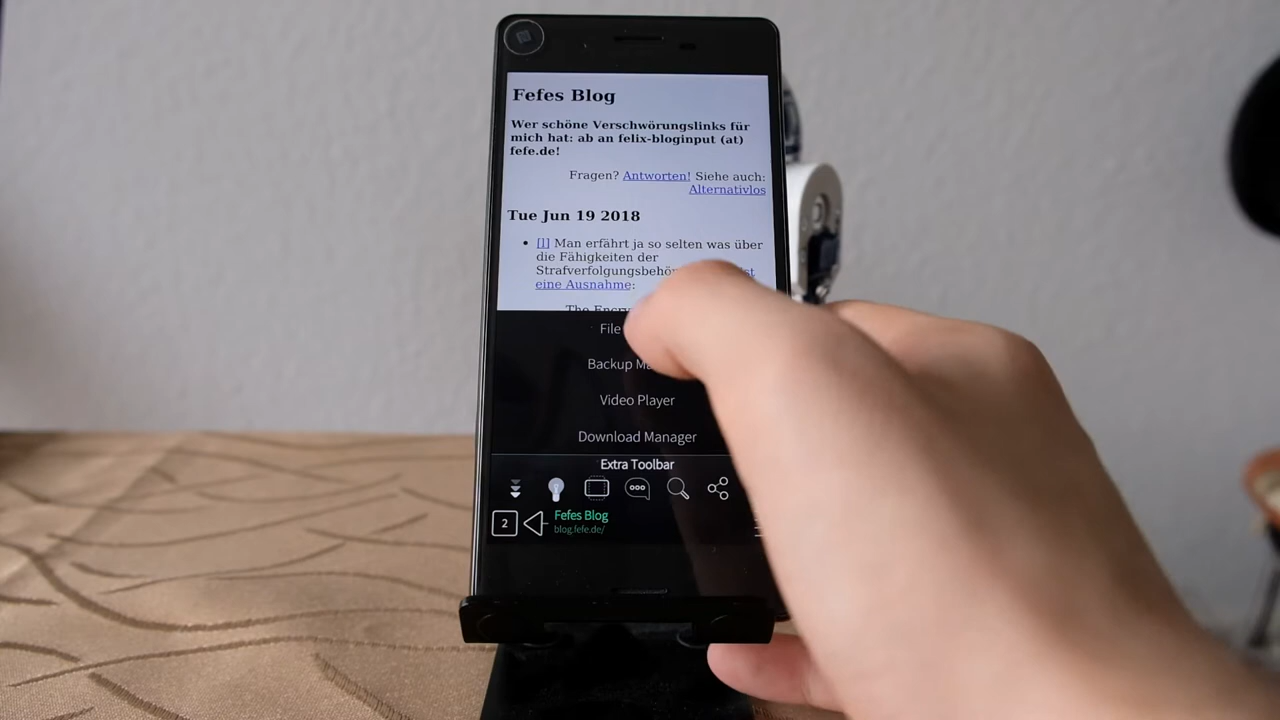 Fefes Blog
Wer schöne Verschwörungslinks für
mich hat: ab an felix-bloginput (at)
fefe.de!
Fragen? Antworten! Siehe auch:
Alternativlos
Tue Jun 19 2018
[l] Man erfährt ja so selten was über
die Fähigkeiten der
eine Ausnahme:
The
File
Backup
Video Player
Download Manager
Extra Toolbar
2
Fefes Blog
blog.fefe.de/